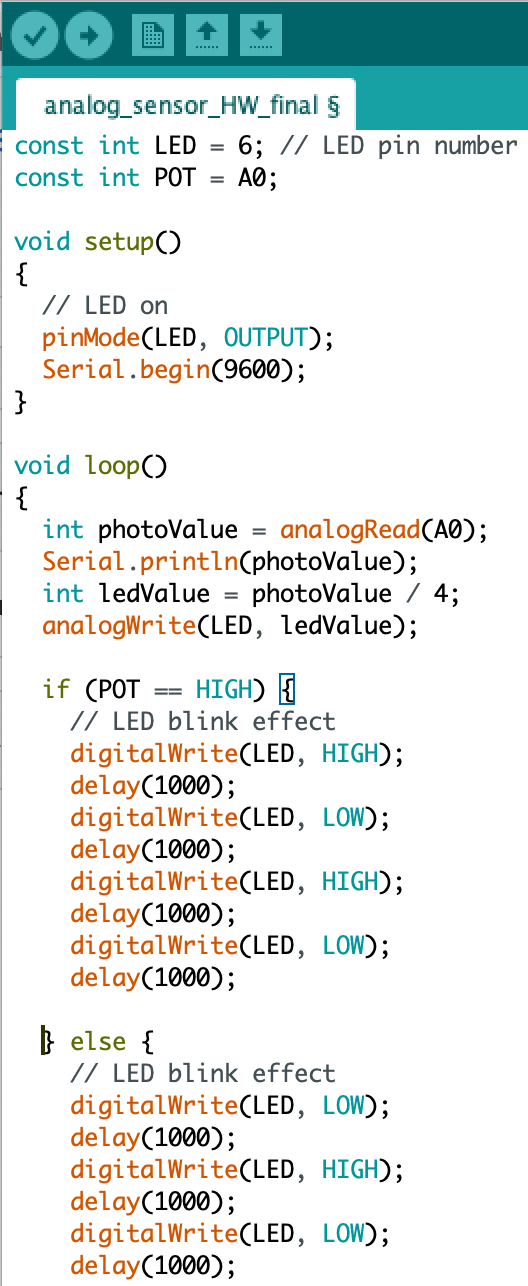 analog_sensor_HW_final §
const int LED = 6; // LED pin number
const int POT = A0;

void setup()
{
  // LED on
  pinMode(LED, OUTPUT);
  Serial.begin(9600);
}

void loop()
{
  int photoValue = analogRead(A0);
  Serial.println(photoValue);
  int ledValue = photoValue / 4;
  analogWrite(LED, ledValue);

  if (POT == HIGH) {
    // LED blink effect
    digitalWrite(LED, HIGH);
    delay(1000);
    digitalWrite(LED, LOW);
    delay(1000);
    digitalWrite(LED, HIGH);
    delay(1000);
    digitalWrite(LED, LOW);
    delay(1000);

  } else {
    // LED blink effect
    digitalWrite(LED, LOW);
    delay(1000);
    digitalWrite(LED, HIGH);
    delay(1000);
    digitalWrite(LED, LOW);
    delay(1000);